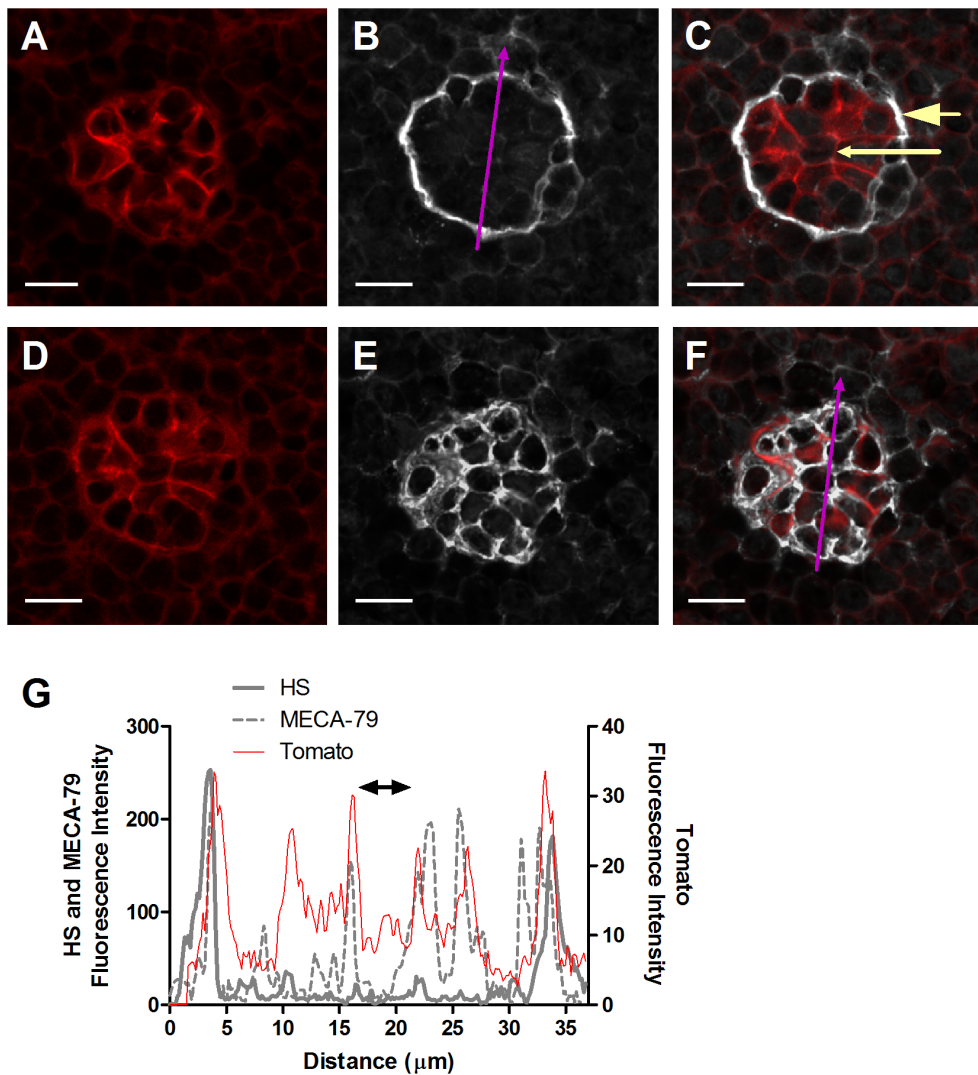 A
B
C
D
E
F
G
HS
MECA-79
Tomato
HS and MECA-79
Fluorescence Intensity
300
200
100
0
40
30
20
10
0
Tomato
Fluorescence Intensity
0 5 10 15 20 25 30 35
Distance (μm)